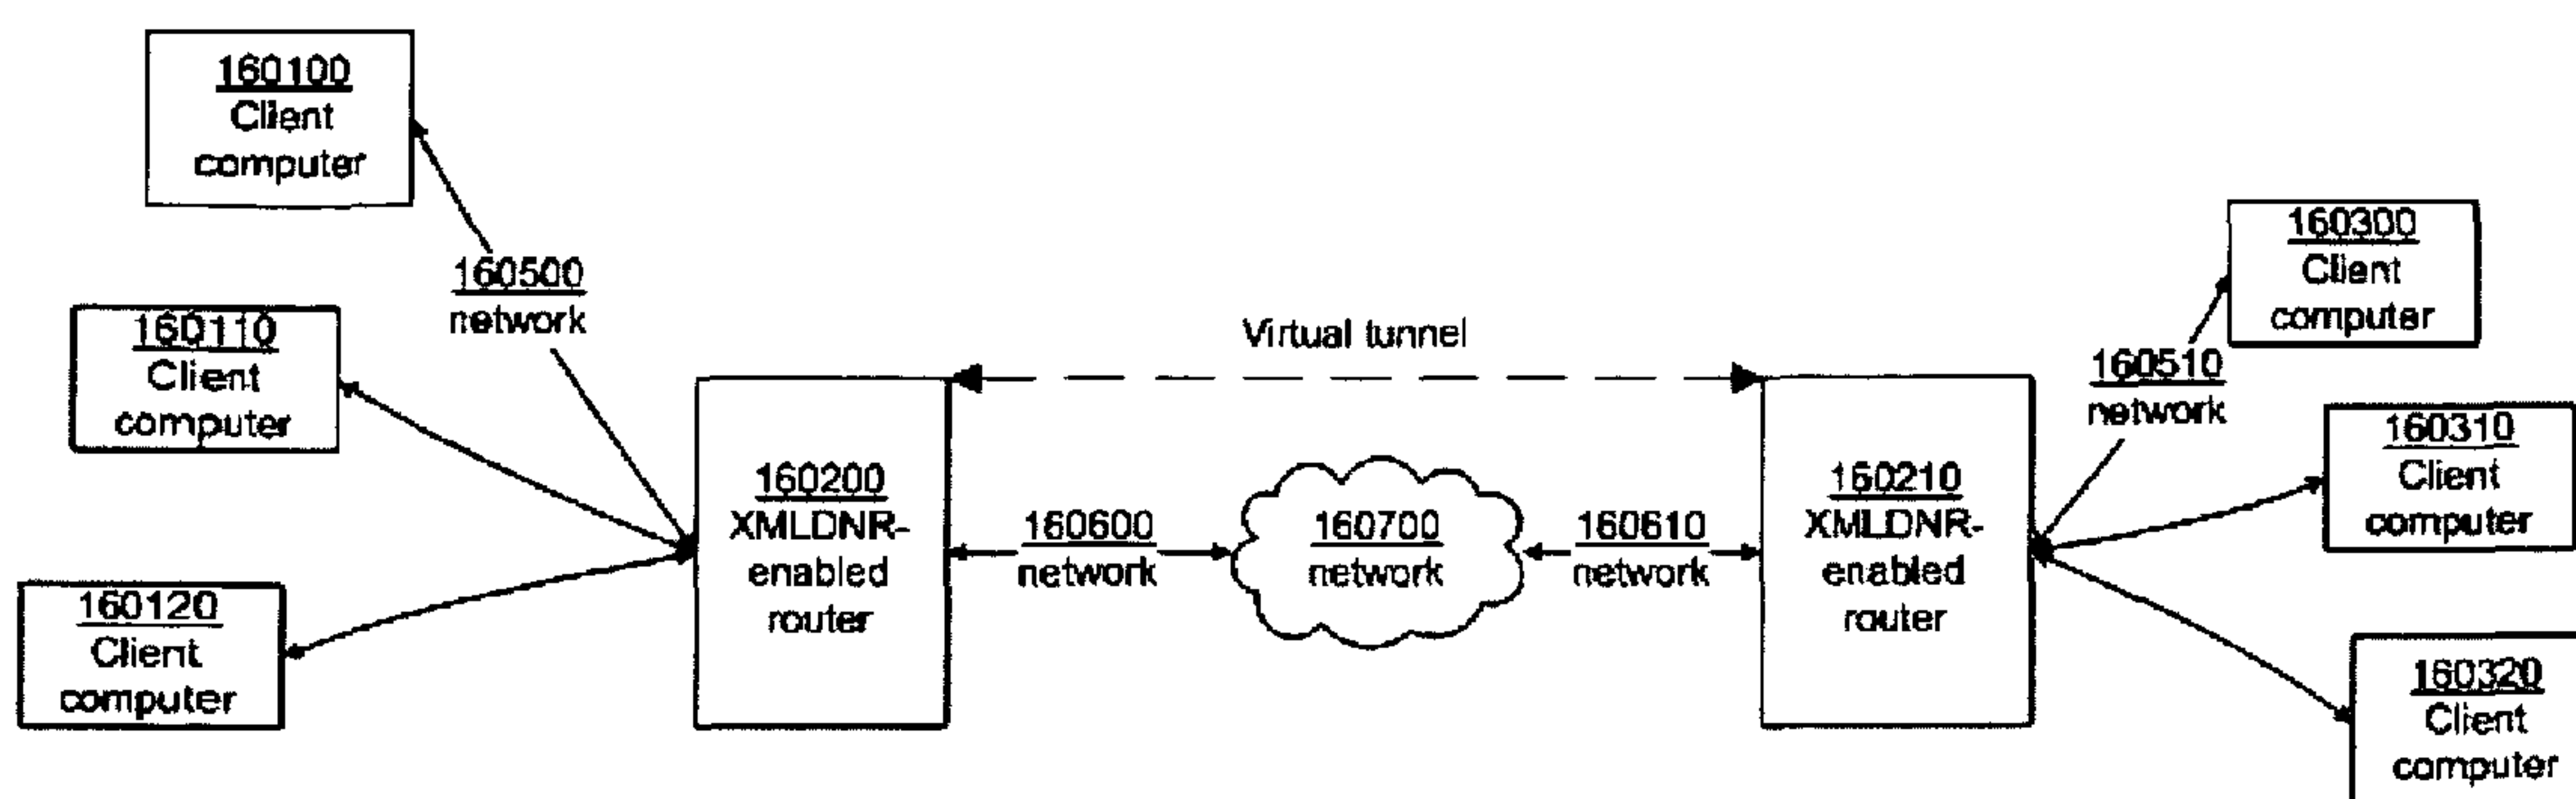 160100
Client
computer
160500
network
160110
Client
computer
160120
Client
computer
Virtual tunnel
160200
XMLDNR-
enabled
router
160600
network
160700
network
160610
network
160210
XMLDNR-
enabled
router
160300
Client
computer
160510
network
160310
Client
computer
160320
Client
computer